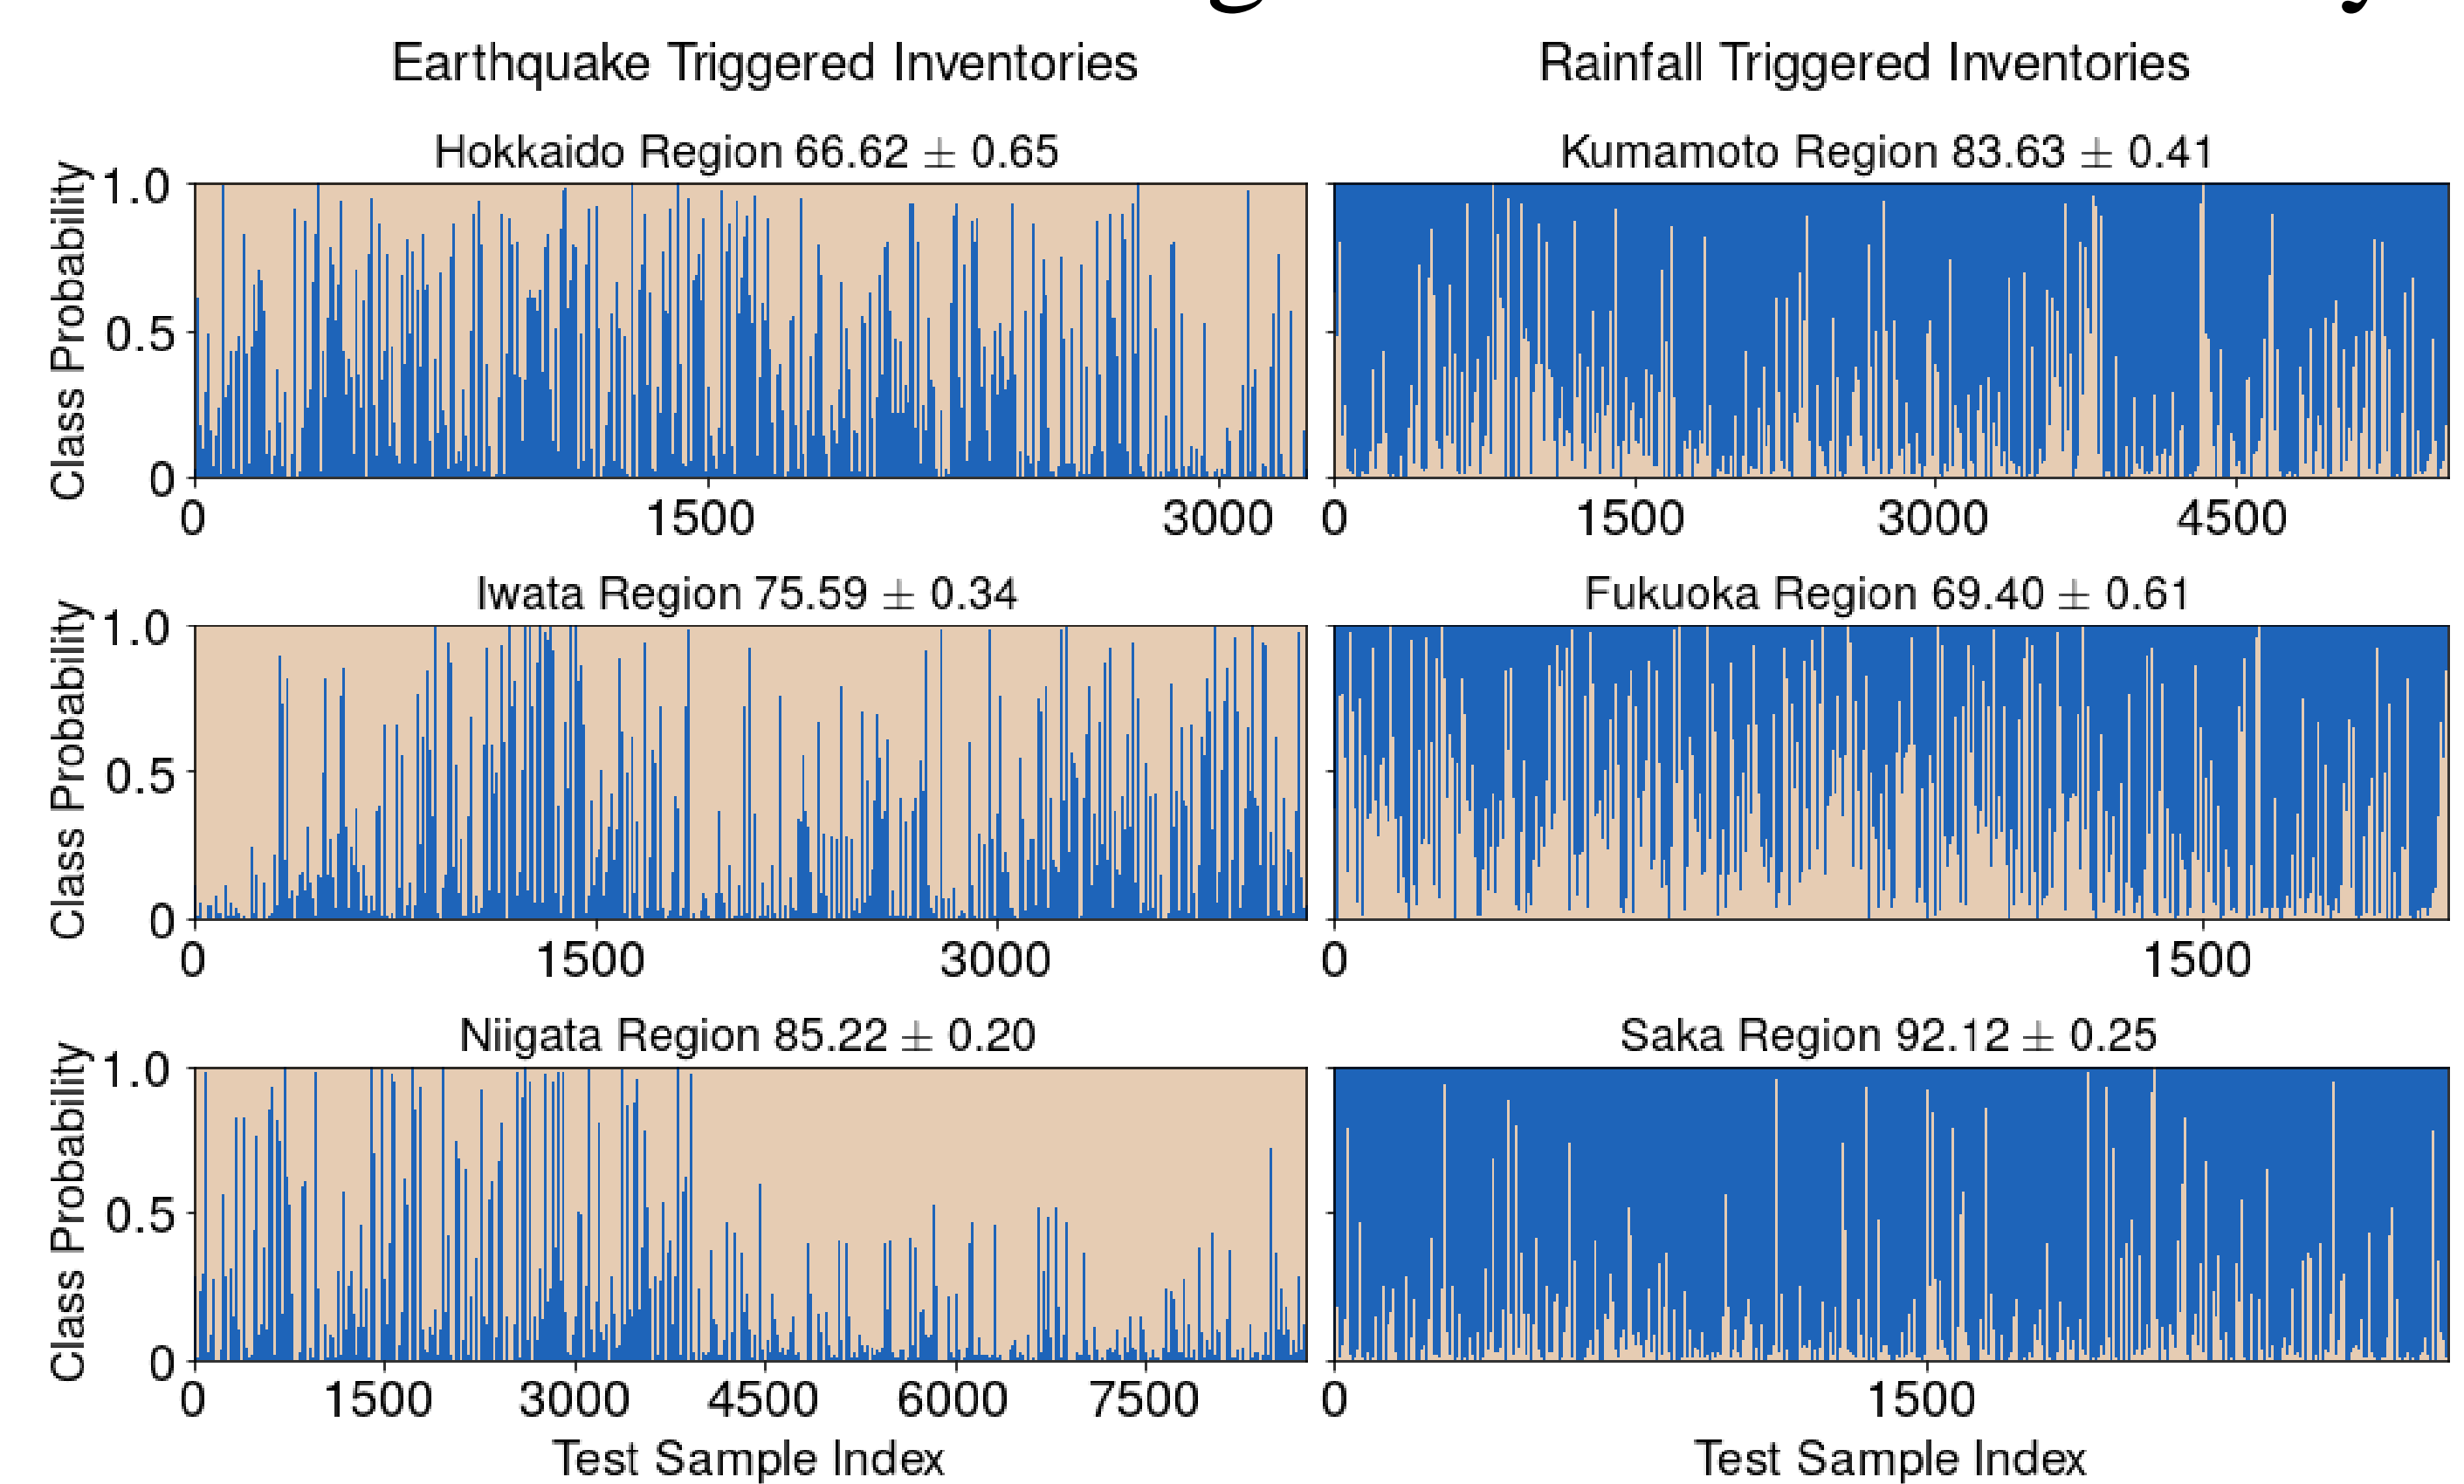 Earthquake Triggered Inventories
Rainfall Triggered Inventories
Hokkaido Region 66.62 ± 0.65
Class Probability
1.0
0.5
0
0 1500 3000
Kumamoto Region 83.63 ± 0.41
0 1500 3000 4500
Iwata Region 75.59 ± 0.34
Class Probability
1.0
0.5
0
0 1500 3000
Fukuoka Region 69.40 ± 0.61
0 1500
Niigata Region 85.22 ± 0.20
Class Probability
1.0
0.5
0
0 1500 3000 4500 6000 7500
Test Sample Index
Saka Region 92.12 ± 0.25
0 1500
Test Sample Index